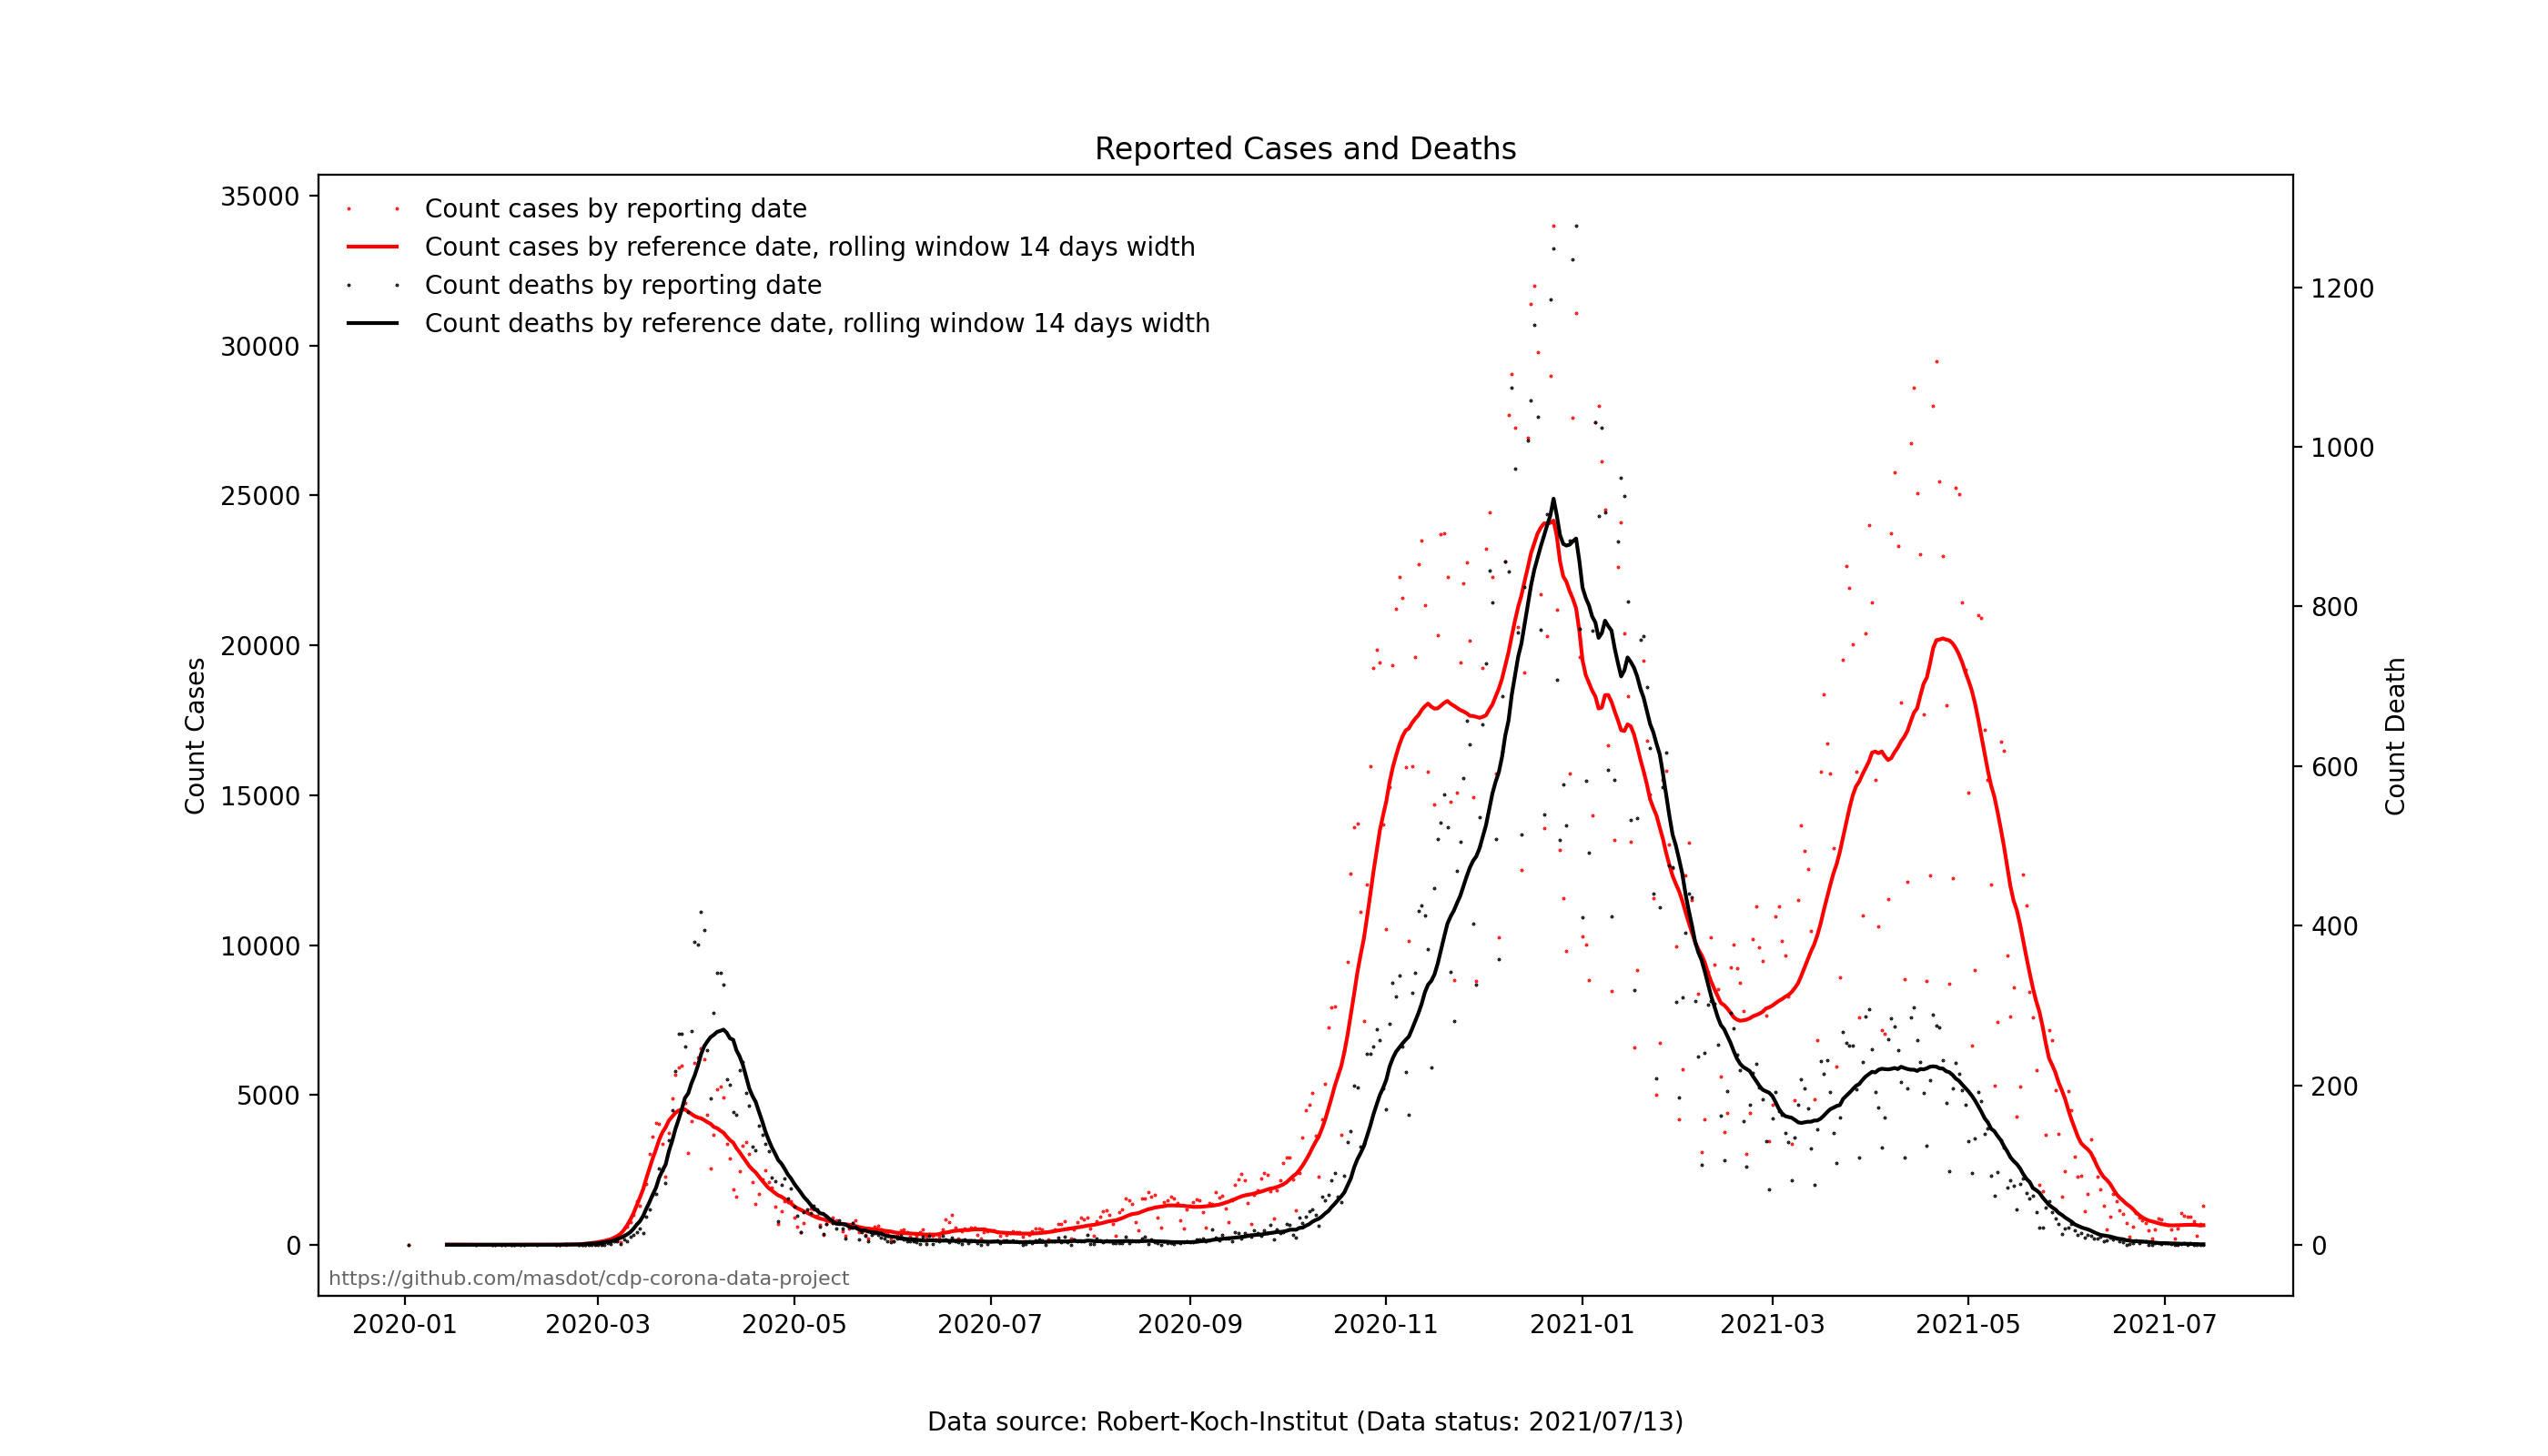 Reported Cases and Deaths
Count cases by reporting date
Count cases by reference date, rolling window 14 days width
Count deaths by reporting date
Count deaths by reference date, rolling window 14 days width
35000
30000
25000
20000
15000
10000
5000
0
Count Cases
1200
1000
800
600
400
200
0
Count Death
https://github.com/masdot/cdp-corona-data-project
2020-01 2020-03 2020-05 2020-07 2020-09 2020-11 2021-01 2021-03 2021-05 2021-07
Data source: Robert-Koch-Institut (Data status: 2021/07/13)